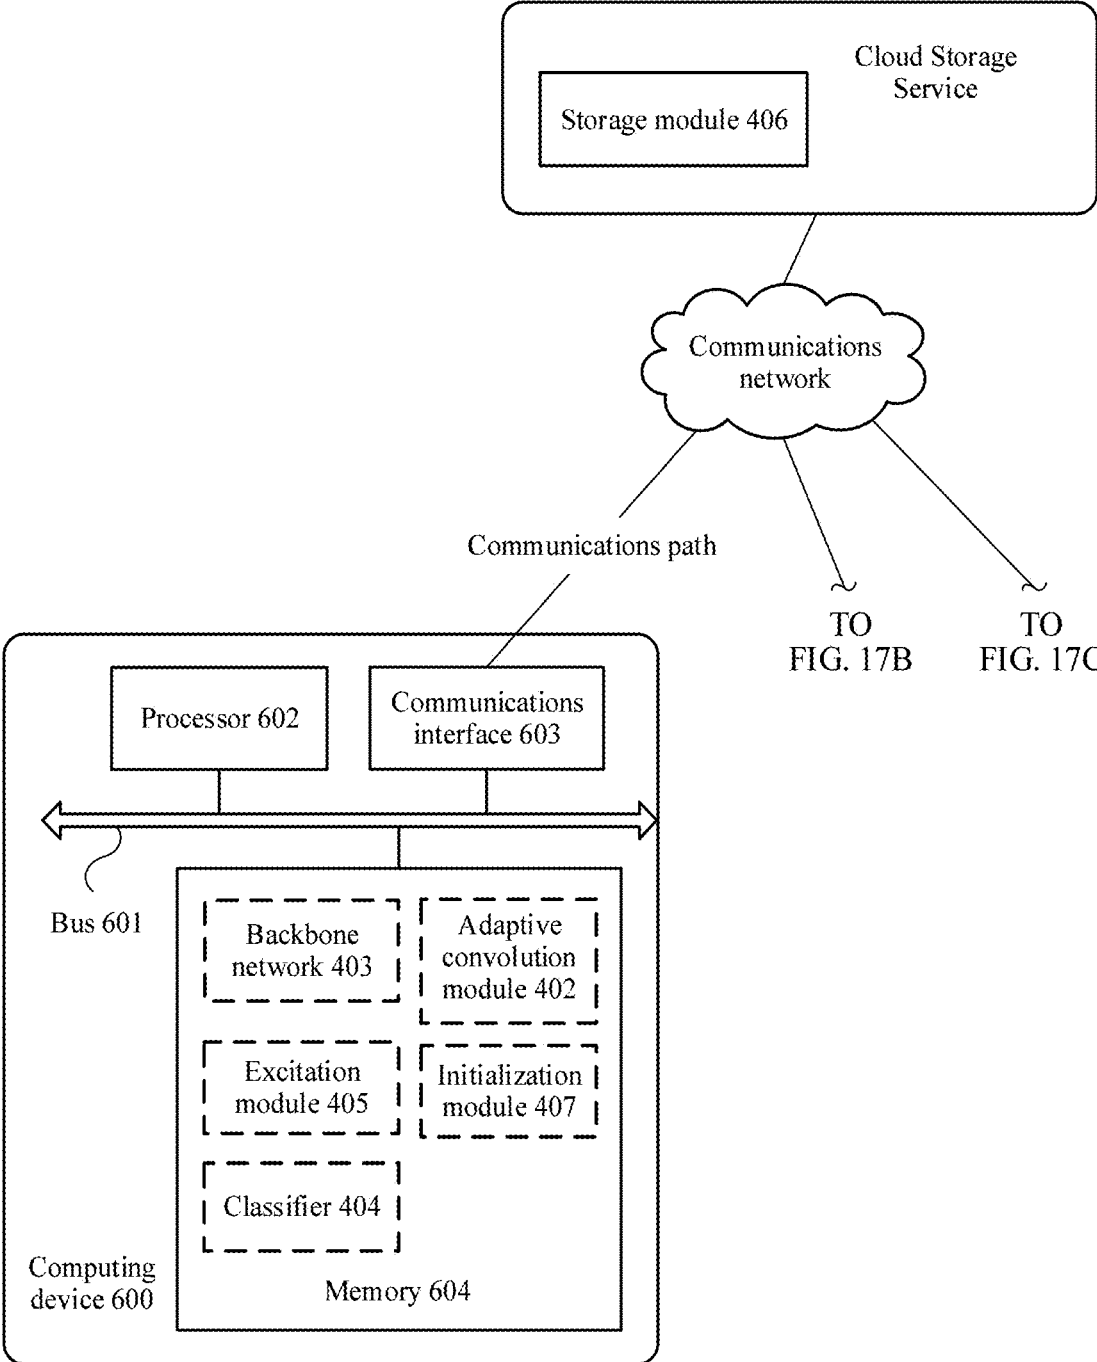 Cloud Storage
Service
Storage module 406
Communications
network
Communications path
TO
FIG. 17B
TO
FIG. 17C
Processor 602
Communications
interface 603
Bus 601
Backbone
network 403
Adaptive
convolution
module 402
Excitation
module 405
Initialization
module 407
Classifier 404
Computing
device 600
Memory 604